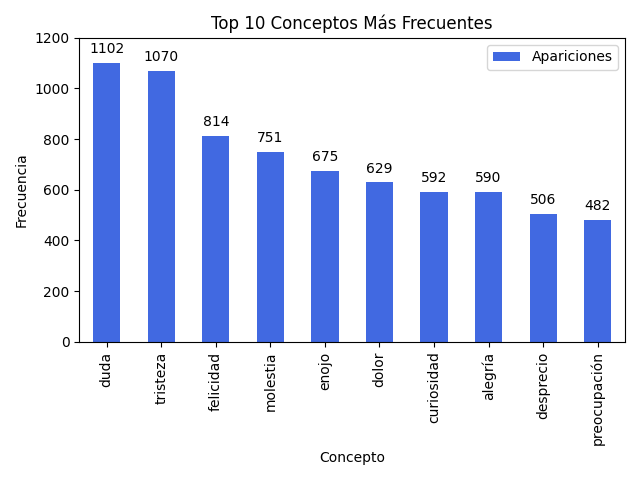 Top 10 Conceptos Más Frecuentes
Apariciones
Frecuencia
1200
1000
800
600
400
200
0
1102
1070
814
751
675
629
592
590
506
482
duda
tristeza
felicidad
molestia
enojo
dolor
curiosidad
alegría
desprecio
preocupación
Concepto